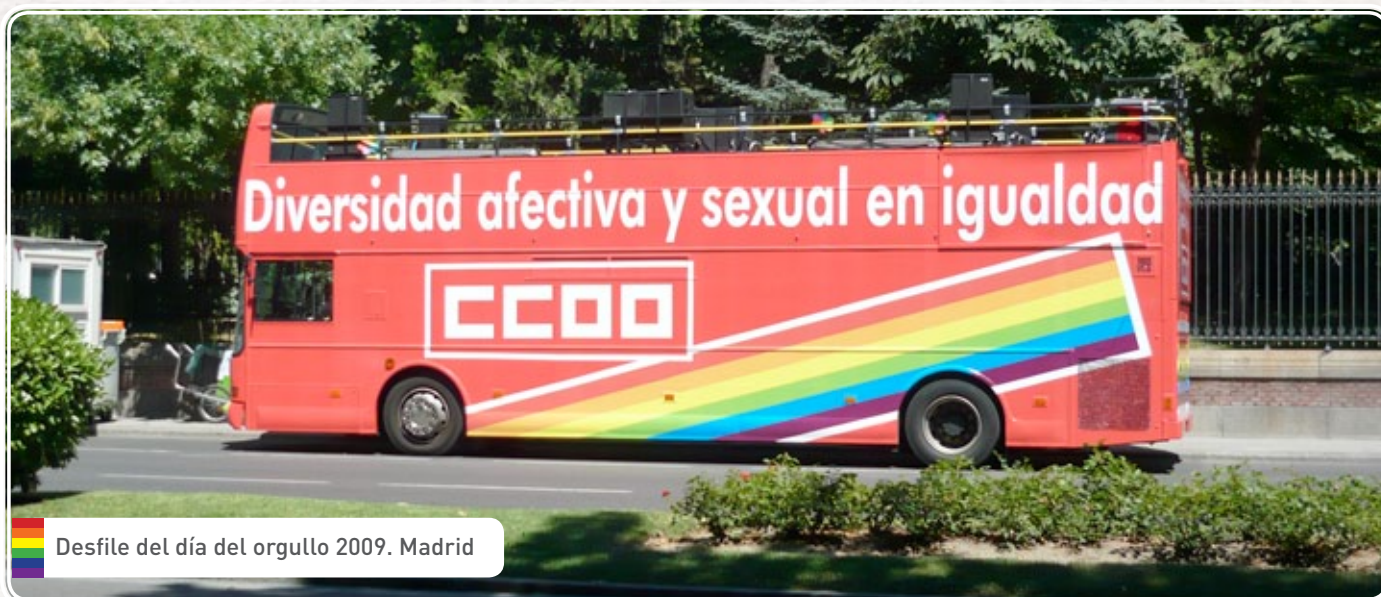 Diversidad afectiva y sexual en igualdad
CCOO
Desfile del día del orgullo 2009. Madrid